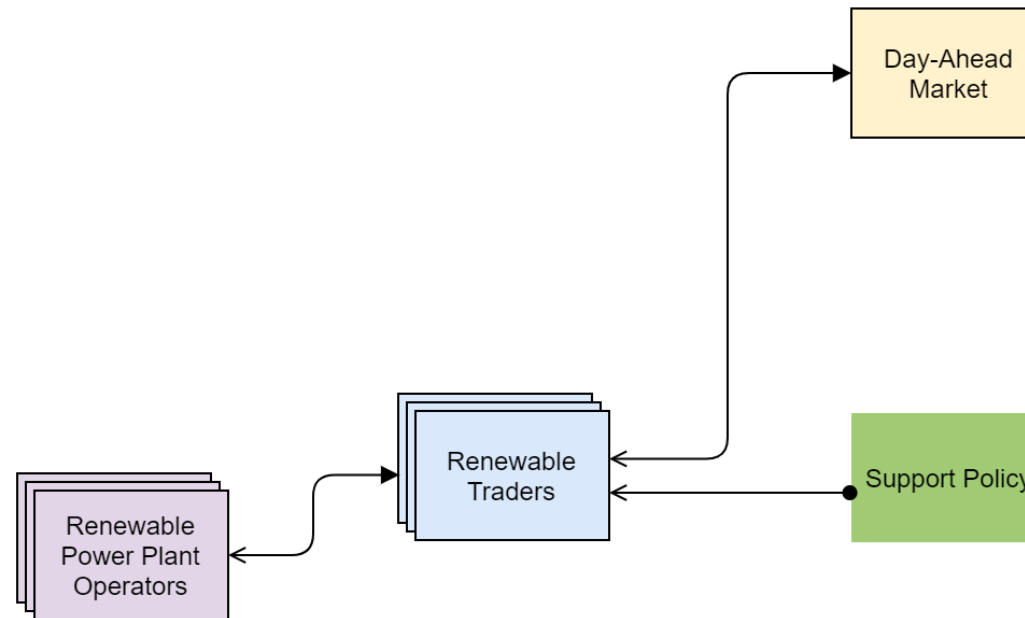 Day-Ahead
Market
Renewable
Traders
Support Policy
Renewable
Power Plant
Operators